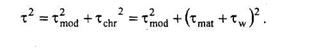 τ² = τ²mod + τchr² = τ²mod + (τmat + τw)².